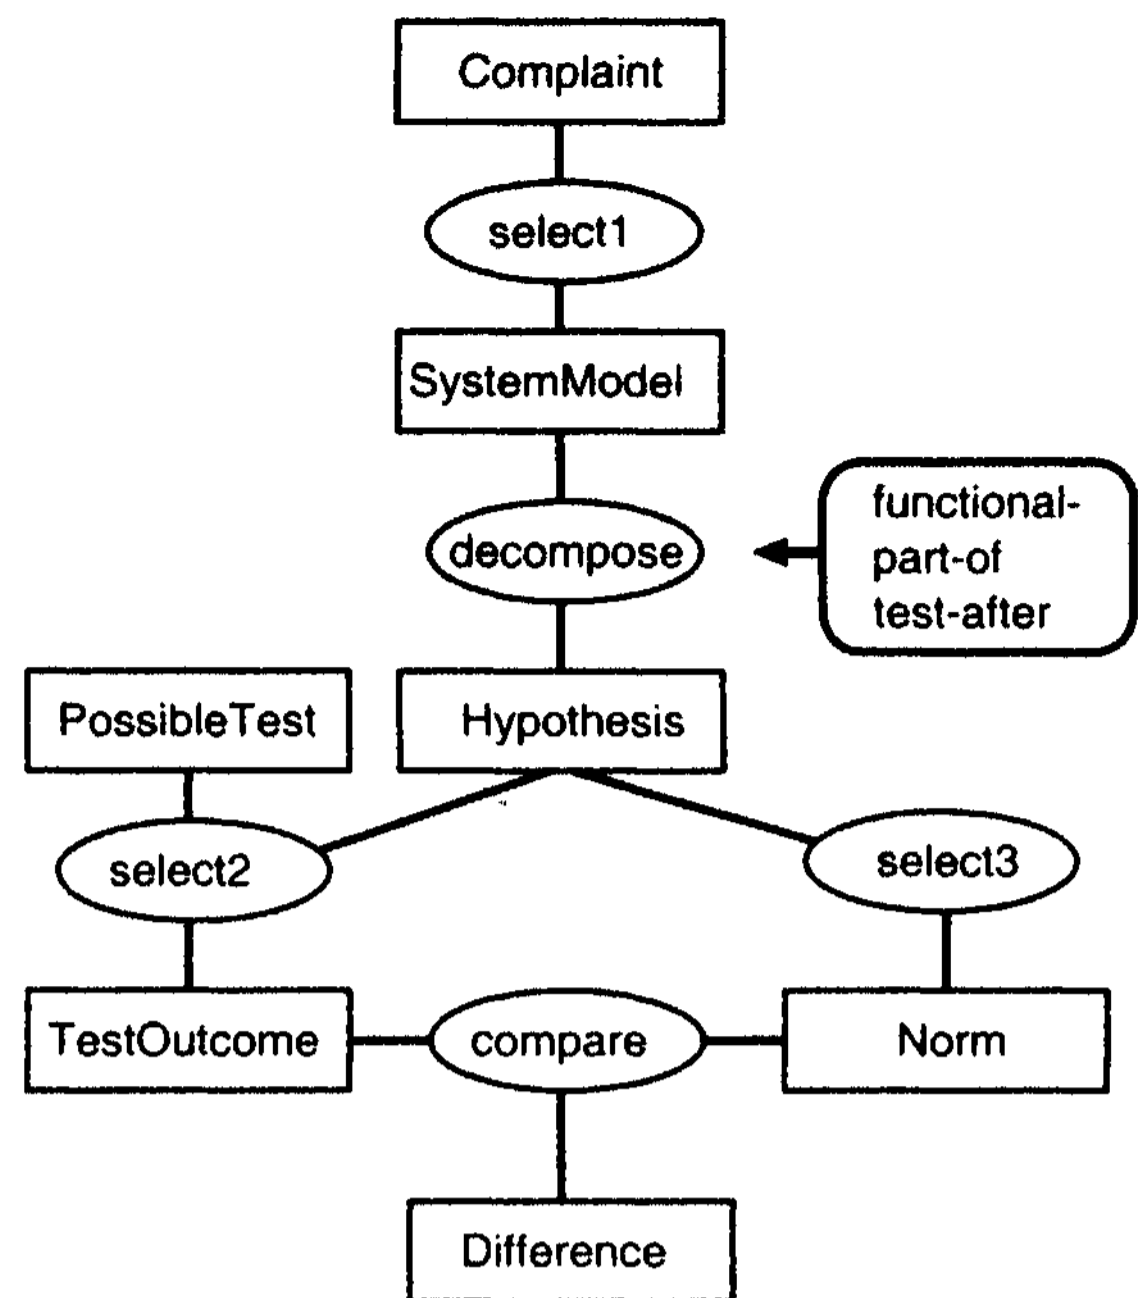 Complaint
select1
SystemModel
decompose
functional-
part-of
test-after
PossibleTest
Hypothesis
select2
select3
TestOutcome
compare
Norm
Difference